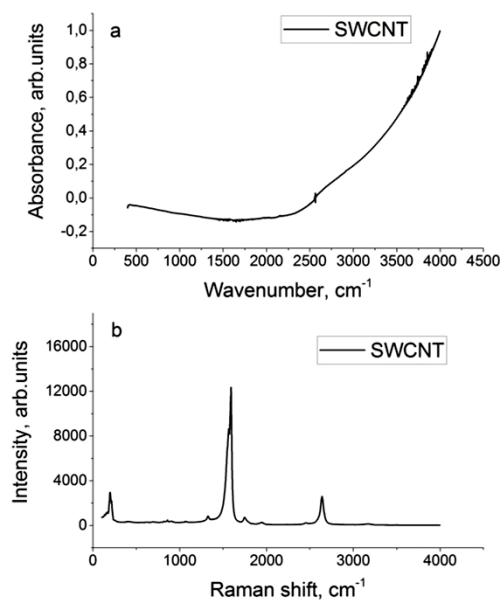 a
SWCNT
Absorbance, arb.units
1,0
0,8
0,6
0,4
0,2
0,0
0,2
0 500 1000 1500 2000 2500 3000 3500 4000 4500
Wavenumber, cm⁻¹
b
SWCNT
Intensity, arb.units
16000
12000
8000
4000
0
0 1000 2000 3000 4000
Raman shift, cm⁻¹